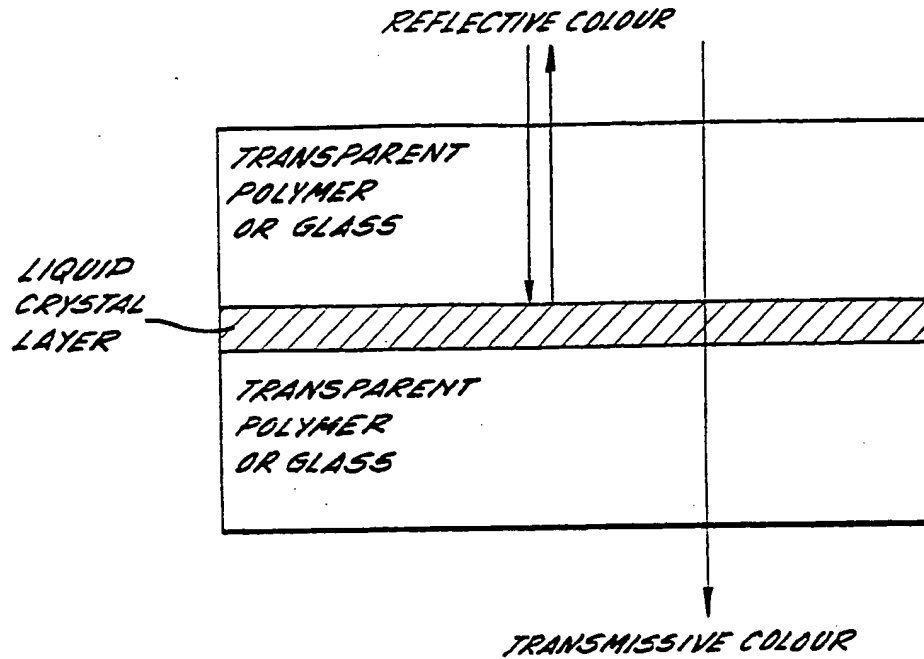 REFLECTIVE COLOUR
TRANSPARENT
POLYMER
OR GLASS
LIQUID
CRYSTAL
LAYER
TRANSPARENT
POLYMER
OR GLASS
TRANSMISSIVE COLOUR